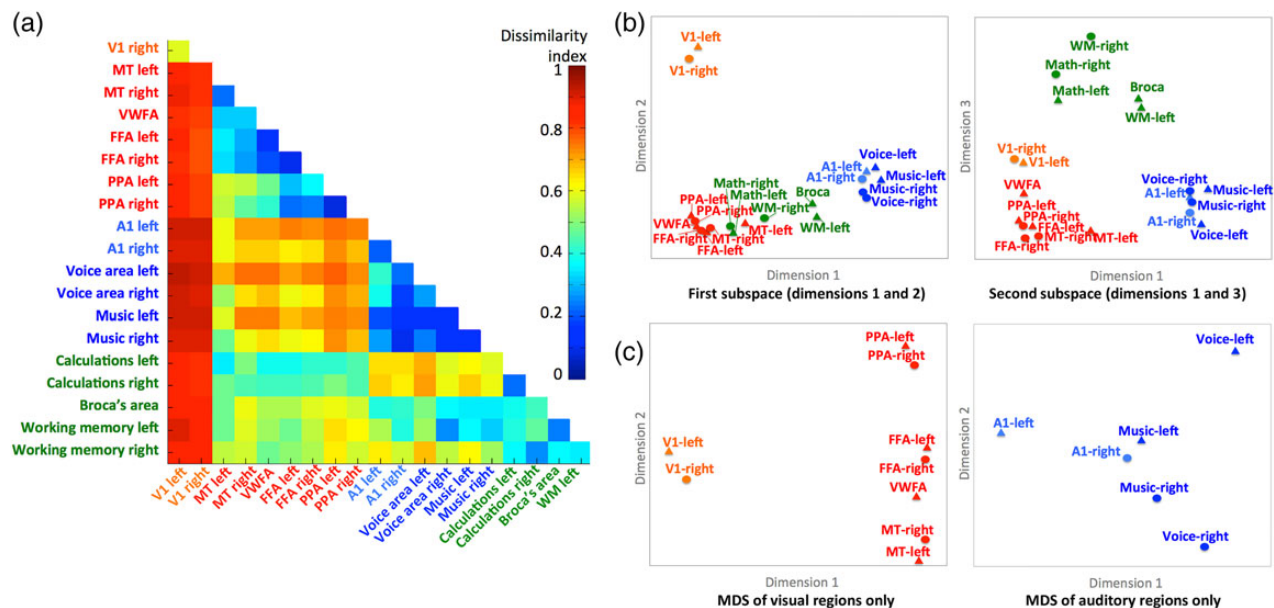 (a)
Dissimilarity
index
1
0.8
0.6
0.4
0.2
0
V1 right
MT left
MT right
VWFA
FFA left
FFA right
PPA left
PPA right
A1 left
A1 right
Voice area left
Voice area right
Music left
Music right
Calculations left
Calculations right
Broca's area
Working memory left
Working memory right
V1 left
V1 right
MT left
MT right
VWFA
FFA left
FFA right
PPA left
PPA right
A1 left
A1 right
Voice area left
Voice area right
Music left
Music right
Calculations left
Calculations right
Broca's area
WM left
(b)
Dimension 2
V1-left
V1-right
Voice-left
A1-left
A1-right
Music-left
Music-right
Voice-right
Math-right
Math-left
PPA-left
PPA-right
WM-right
Broca
WM-left
VWFA
MT-left
FFA-right
MT-right
FFA-left
Dimension 1
First subspace (dimensions 1 and 2)
Dimension 3
WM-right
Math-right
Math-left
Broca
WM-left
V1-right
V1-left
VWFA
Voice-right
Music-left
A1-left
Music-right
PPA-left
PPA-right
A1-right
FFA-left
Voice-left
MT-right
MT-left
FFA-right
Dimension 1
Second subspace (dimensions 1 and 3)
(c)
Dimension 2
PPA-left
PPA-right
V1-left
V1-right
FFA-left
FFA-right
VWFA
MT-right
MT-left
Dimension 1
MDS of visual regions only
Dimension 2
Voice-left
A1-left
Music-left
A1-right
Music-right
Voice-right
Dimension 1
MDS of auditory regions only